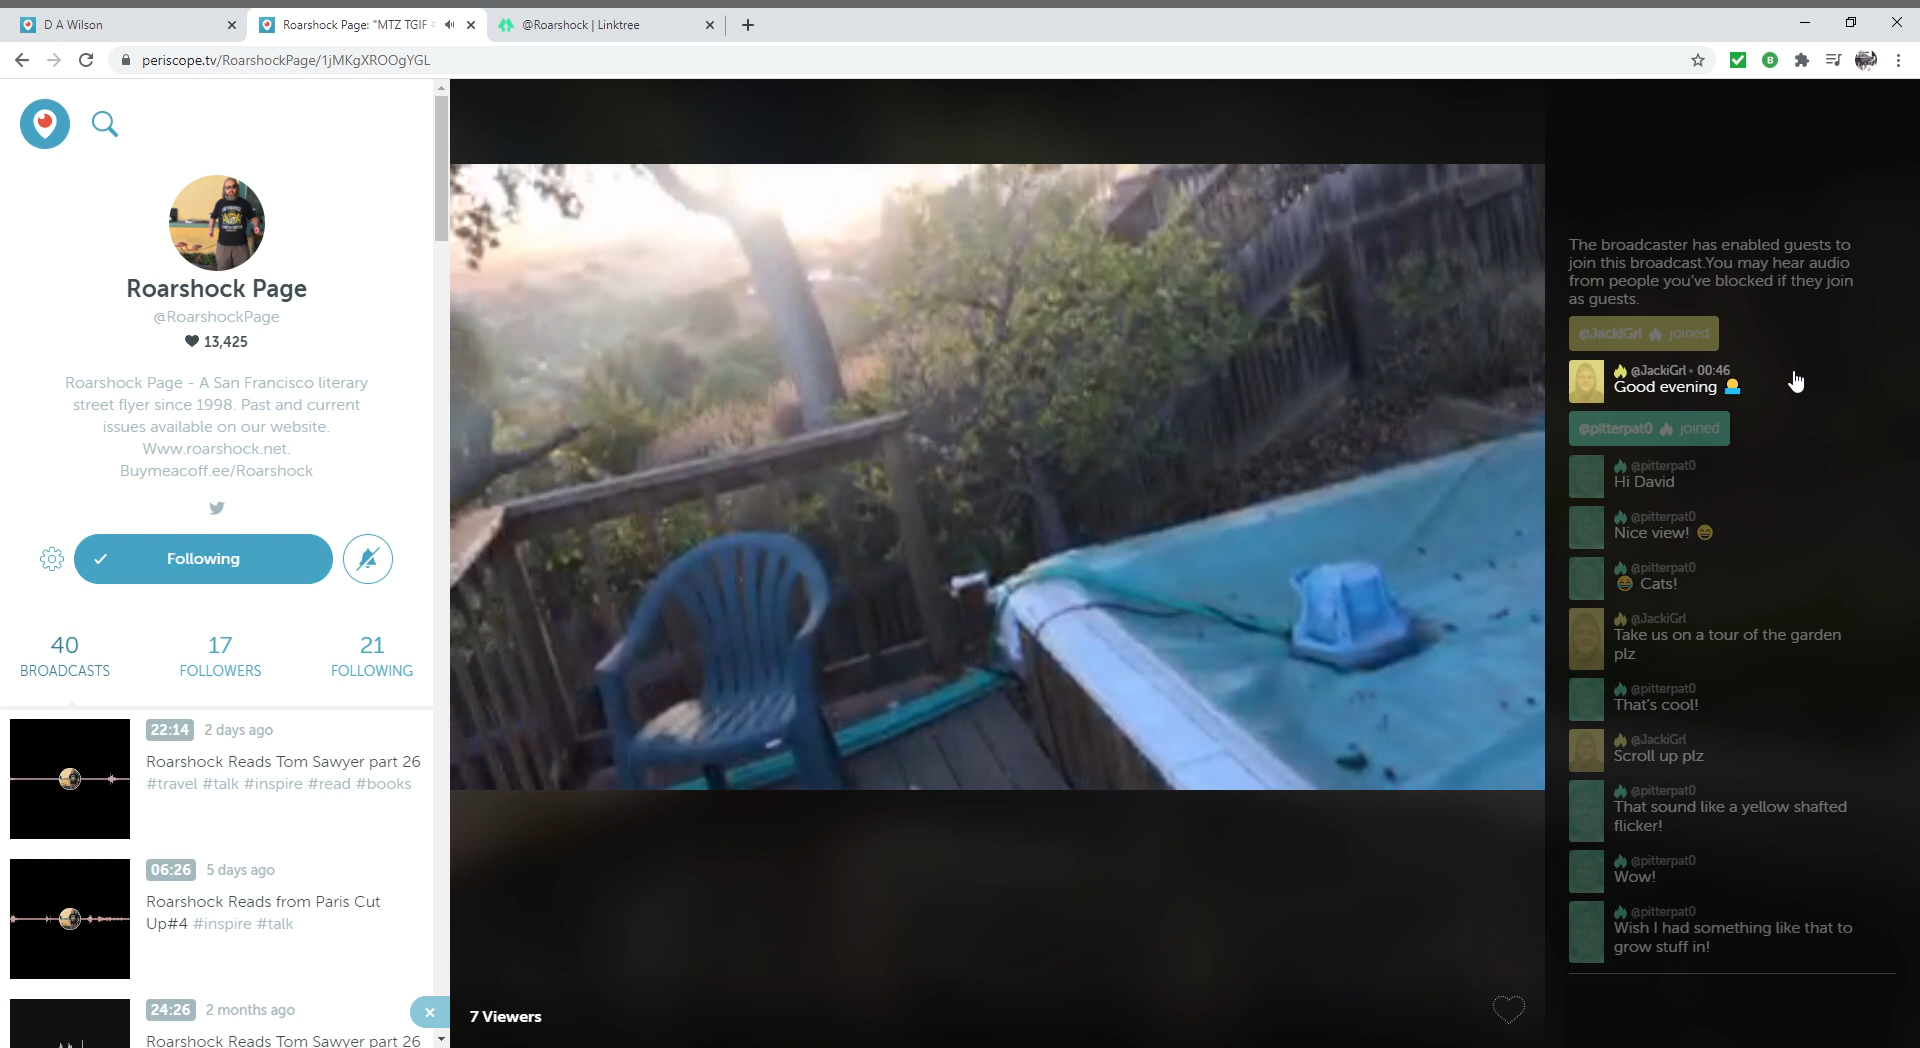 D A Wilson
Roarshock Page: "MTZ TGIF
@Roarshock | Linktree
periscope.tv/RoarshockPage/1jMKgXROOgYGL
B
Roarshock Page
@RoarshockPage
13,425
Roarshock Page - A San Francisco literary
street flyer since 1998. Past and current
issues available on our website.
Www.roarshock.net.
Buymeacoff.ee/Roarshock
Following
40
BROADCASTS
17
FOLLOWERS
21
FOLLOWING
22:14 2 days ago
Roarshock Reads Tom Sawyer part 26
#travel #talk #inspire #read #books
06:26 5 days ago
Roarshock Reads from Paris Cut
Up#4 #inspire #talk
24:26 2 months ago
Roarshock Reads Tom Sawyer part 26
7 Viewers
The broadcaster has enabled guests to
join this broadcast.You may hear audio
from people you've blocked if they join
as guests.
@JackiGrl 🔥 joined
🔥 @JackiGrl • 00:46
Good evening
@pitterpat0 🔥 joined
🔥 @pitterpat0
Hi David
🔥 @pitterpat0
Nice view! 😄
🔥 @pitterpat0
😄 Cats!
🔥 @JackiGrl
Take us on a tour of the garden
plz
🔥 @pitterpat0
That's cool!
🔥 @JackiGrl
Scroll up plz
🔥 @pitterpat0
That sound like a yellow shafted
flicker!
🔥 @pitterpat0
Wow!
🔥 @pitterpat0
Wish I had something like that to
grow stuff in!